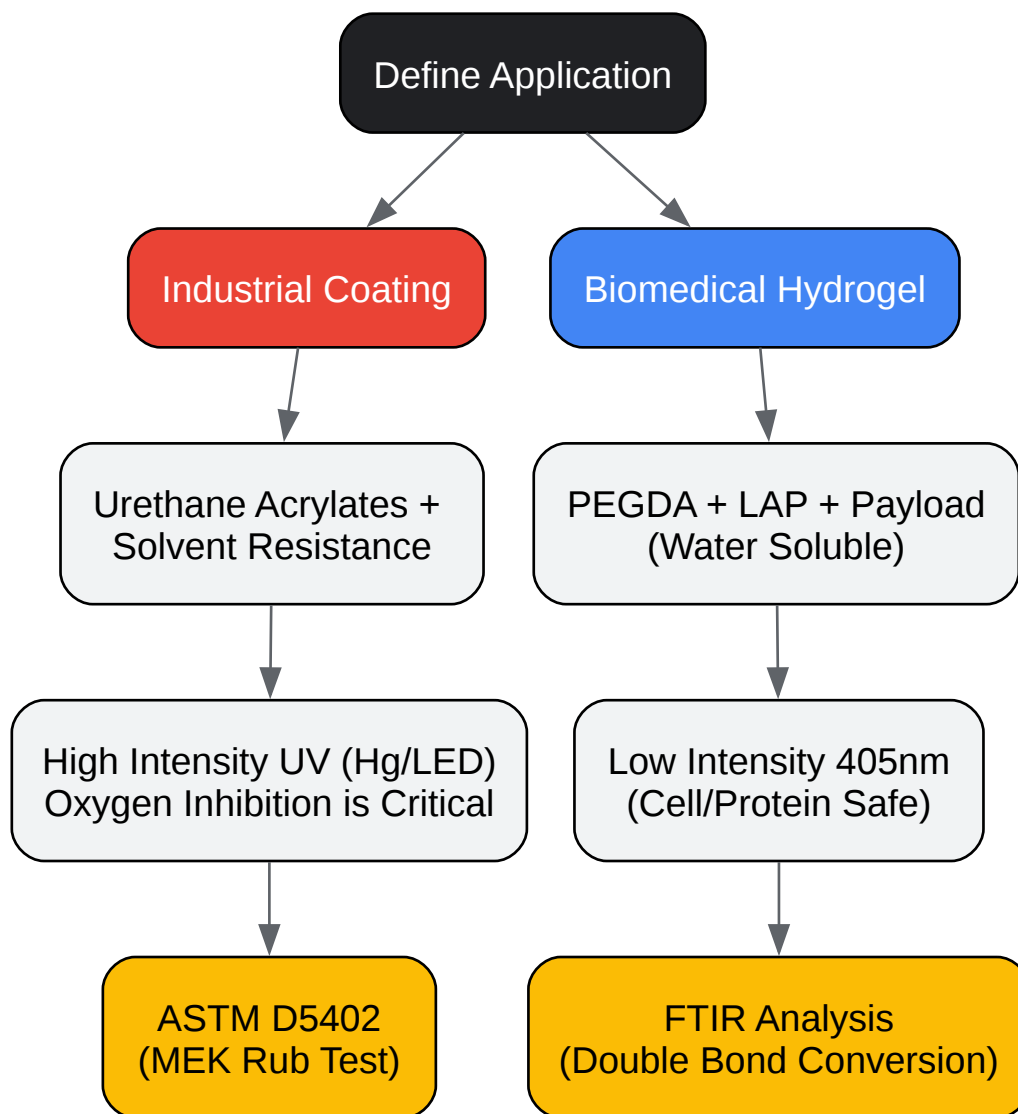 Define Application
Industrial Coating
Biomedical Hydrogel
Urethane Acrylates +
Solvent Resistance
PEGDA + LAP + Payload
(Water Soluble)
High Intensity UV (Hg/LED)
Oxygen Inhibition is Critical
Low Intensity 405nm
(Cell/Protein Safe)
ASTM D5402
(MEK Rub Test)
FTIR Analysis
(Double Bond Conversion)